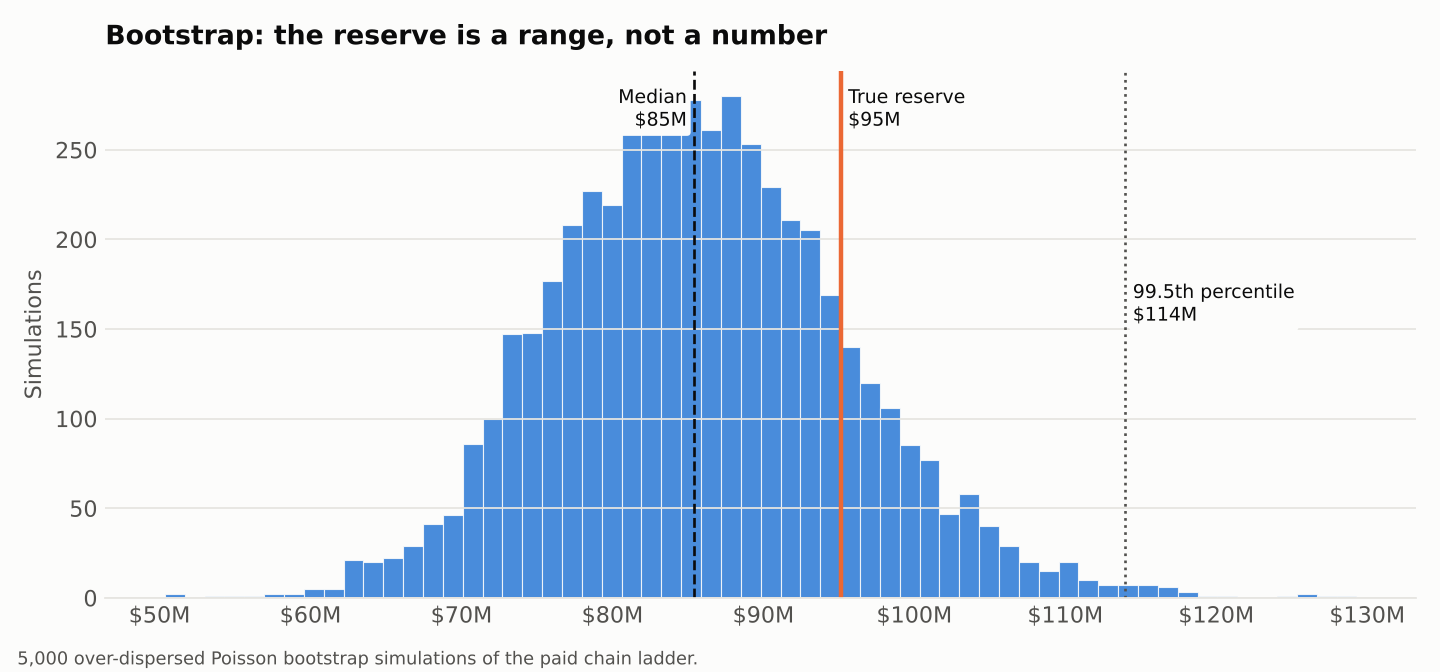 Bootstrap: the reserve is a range, not a number
Median
$85M
True reserve
$95M
99.5th percentile
$114M
Simulations
250
200
150
100
50
0
$50M $60M $70M $80M $90M $100M $110M $120M $130M
5,000 over-dispersed Poisson bootstrap simulations of the paid chain ladder.